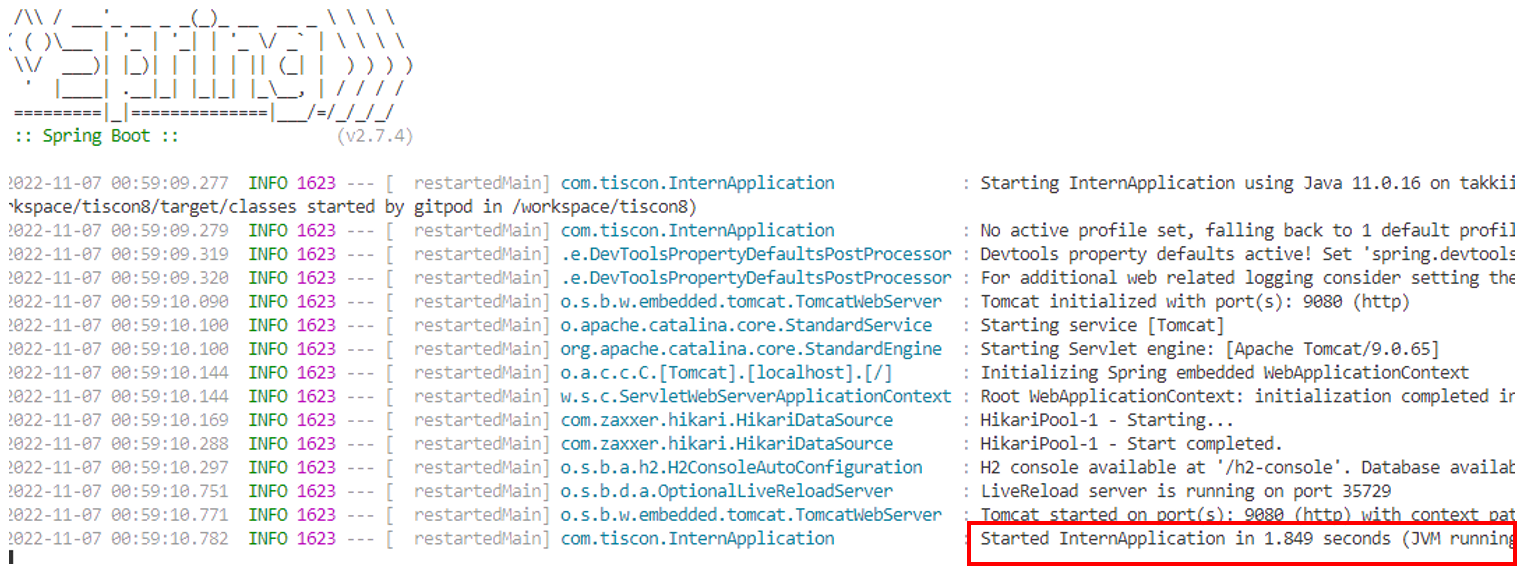 /\\ / ___'_ __ _ _(_)_ __  __ _ \ \ \ \
( ( )\___ | '_ | '_| | '_ \/ _` | \ \ \ \
 \\/  ___)| |_)| | | | | || (_| |  ) ) ) )
  '  |____| .__|_| |_|_| |_\__, | / / / /
 =========|_|==============|___/=/_/_/_/
:: Spring Boot :: (v2.7.4)
2022-11-07 00:59:09.277 INFO 1623 --- [ restartedMain] com.tiscon.InternApplication : Starting InternApplication using Java 11.0.16 on takkii
rkspace/tiscon8/target/classes started by gitpod in /workspace/tiscon8)
2022-11-07 00:59:09.279 INFO 1623 --- [ restartedMain] com.tiscon.InternApplication : No active profile set, falling back to 1 default profil
2022-11-07 00:59:09.319 INFO 1623 --- [ restartedMain] .e.DevToolsPropertyDefaultsPostProcessor : Devtools property defaults active! Set 'spring.devtools
2022-11-07 00:59:09.320 INFO 1623 --- [ restartedMain] .e.DevToolsPropertyDefaultsPostProcessor : For additional web related logging consider setting the
2022-11-07 00:59:10.090 INFO 1623 --- [ restartedMain] o.s.b.w.embedded.tomcat.TomcatWebServer : Tomcat initialized with port(s): 9080 (http)
2022-11-07 00:59:10.100 INFO 1623 --- [ restartedMain] o.apache.catalina.core.StandardService : Starting service [Tomcat]
2022-11-07 00:59:10.100 INFO 1623 --- [ restartedMain] org.apache.catalina.core.StandardEngine : Starting Servlet engine: [Apache Tomcat/9.0.65]
2022-11-07 00:59:10.144 INFO 1623 --- [ restartedMain] o.a.c.c.C.[Tomcat].[localhost].[/] : Initializing Spring embedded WebApplicationContext
2022-11-07 00:59:10.144 INFO 1623 --- [ restartedMain] w.s.c.ServletWebServerApplicationContext : Root WebApplicationContext: initialization completed in
2022-11-07 00:59:10.169 INFO 1623 --- [ restartedMain] com.zaxxer.hikari.HikariDataSource : HikariPool-1 - Starting...
2022-11-07 00:59:10.288 INFO 1623 --- [ restartedMain] com.zaxxer.hikari.HikariDataSource : HikariPool-1 - Start completed.
2022-11-07 00:59:10.297 INFO 1623 --- [ restartedMain] o.s.b.a.h2.H2ConsoleAutoConfiguration : H2 console available at '/h2-console'. Database availab
2022-11-07 00:59:10.751 INFO 1623 --- [ restartedMain] o.s.b.d.a.OptionalLiveReloadServer : LiveReload server is running on port 35729
2022-11-07 00:59:10.771 INFO 1623 --- [ restartedMain] o.s.b.w.embedded.tomcat.TomcatWebServer : Tomcat started on port(s): 9080 (http) with context pat
2022-11-07 00:59:10.782 INFO 1623 --- [ restartedMain] com.tiscon.InternApplication : Started InternApplication in 1.849 seconds (JVM running